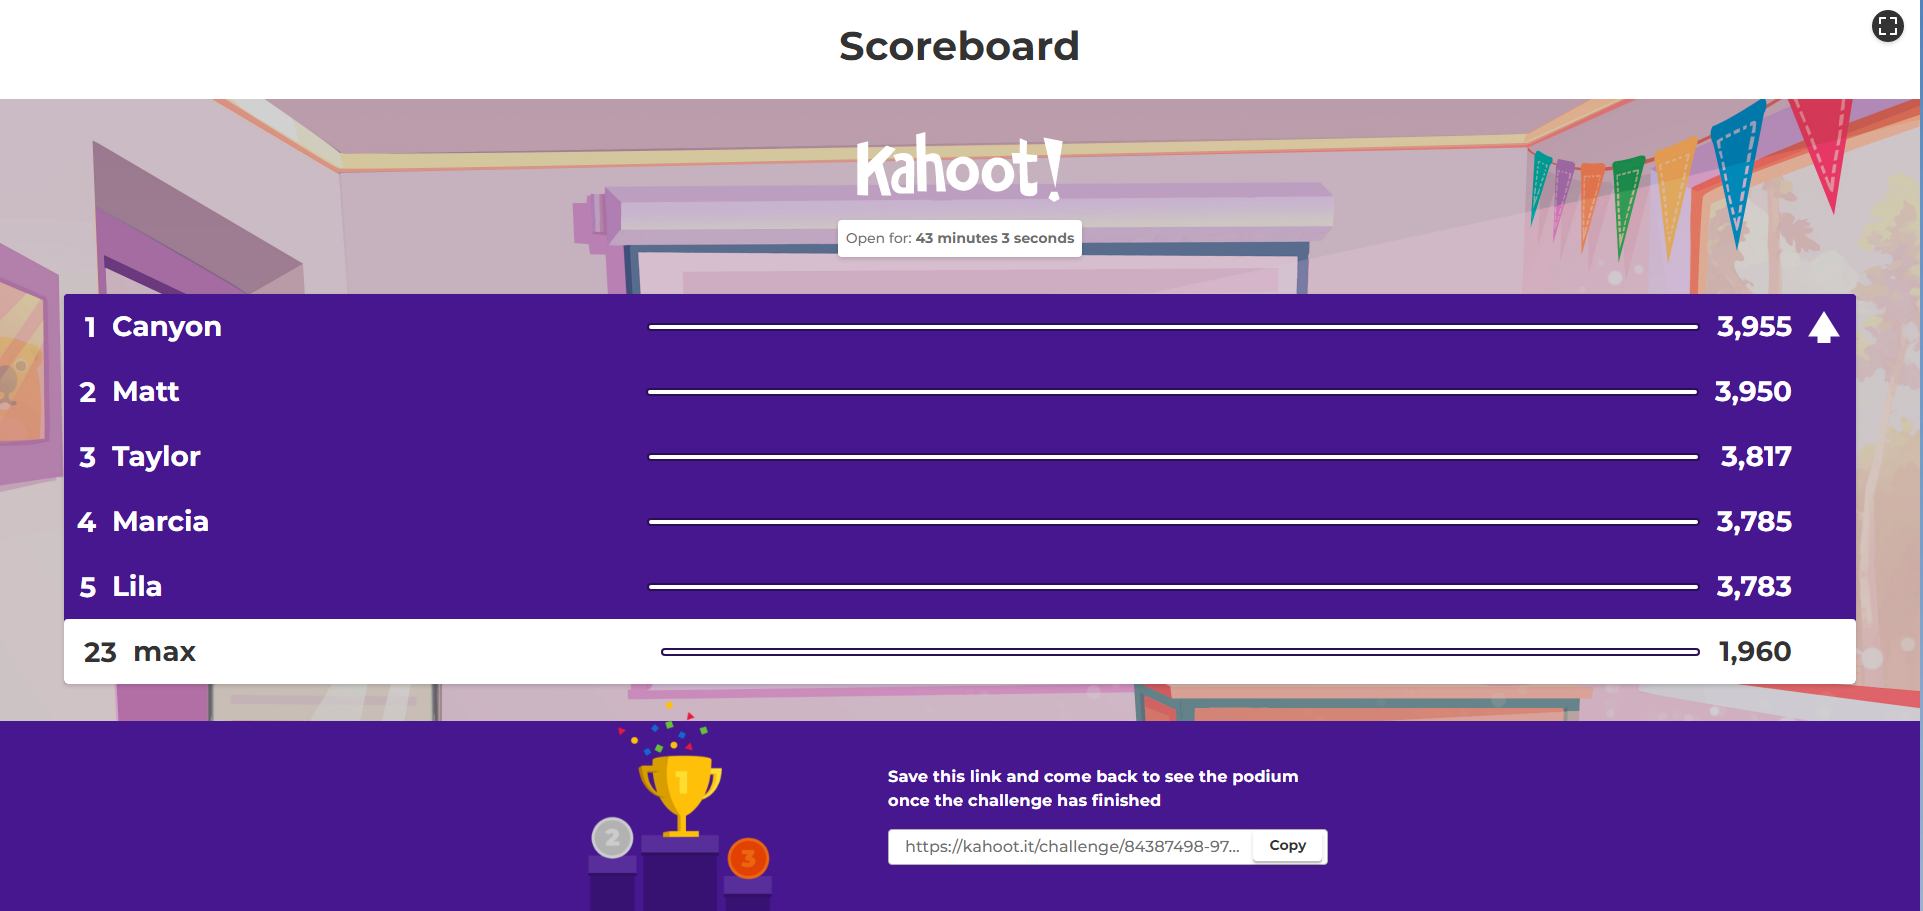 Scoreboard
Kahoot!
Open for: 43 minutes 3 seconds
1 Canyon 3,955
2 Matt 3,950
3 Taylor 3,817
4 Marcia 3,785
5 Lila 3,783
23 max 1,960
1
2
3
Save this link and come back to see the podium
once the challenge has finished
https://kahoot.it/challenge/84387498-97... Copy